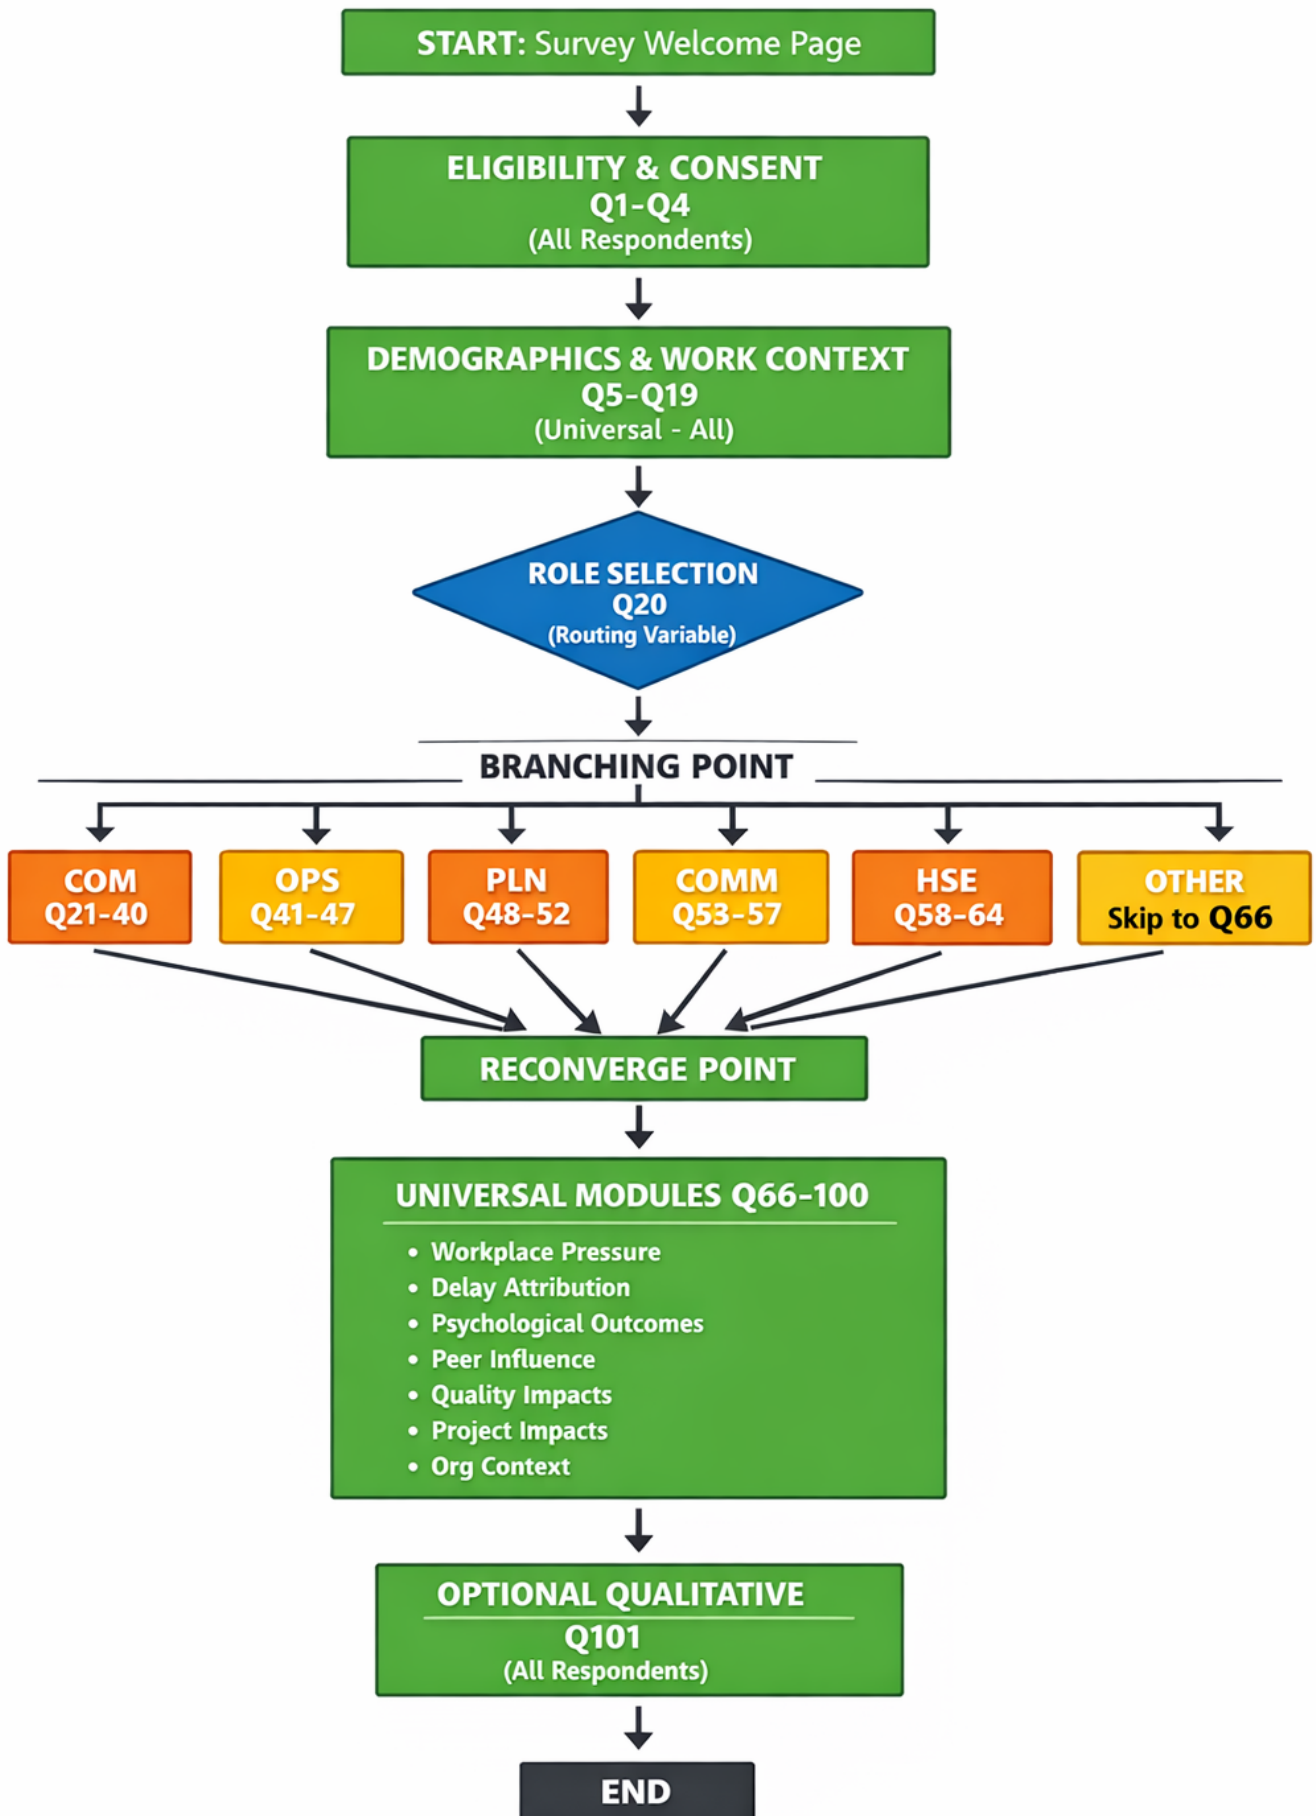 START: Survey Welcome Page
ELIGIBILITY & CONSENT
Q1-Q4
(All Respondents)
DEMOGRAPHICS & WORK CONTEXT
Q5-Q19
(Universal - All)
ROLE SELECTION
Q20
(Routing Variable)
BRANCHING POINT
COM
Q21-40
OPS
Q41-47
PLN
Q48-52
COMM
Q53-57
HSE
Q58-64
OTHER
Skip to Q66
RECONVERGE POINT
UNIVERSAL MODULES Q66-100
• Workplace Pressure
• Delay Attribution
• Psychological Outcomes
• Peer Influence
• Quality Impacts
• Project Impacts
• Org Context
OPTIONAL QUALITATIVE
Q101
(All Respondents)
END